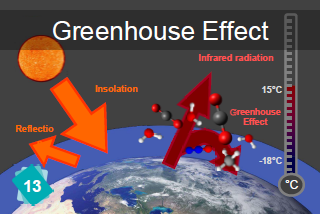 Greenhouse Effect
Infrared radiation
15°C
Insolation
Greenhouse
Effect
Reflectio
-18°C
13
°C